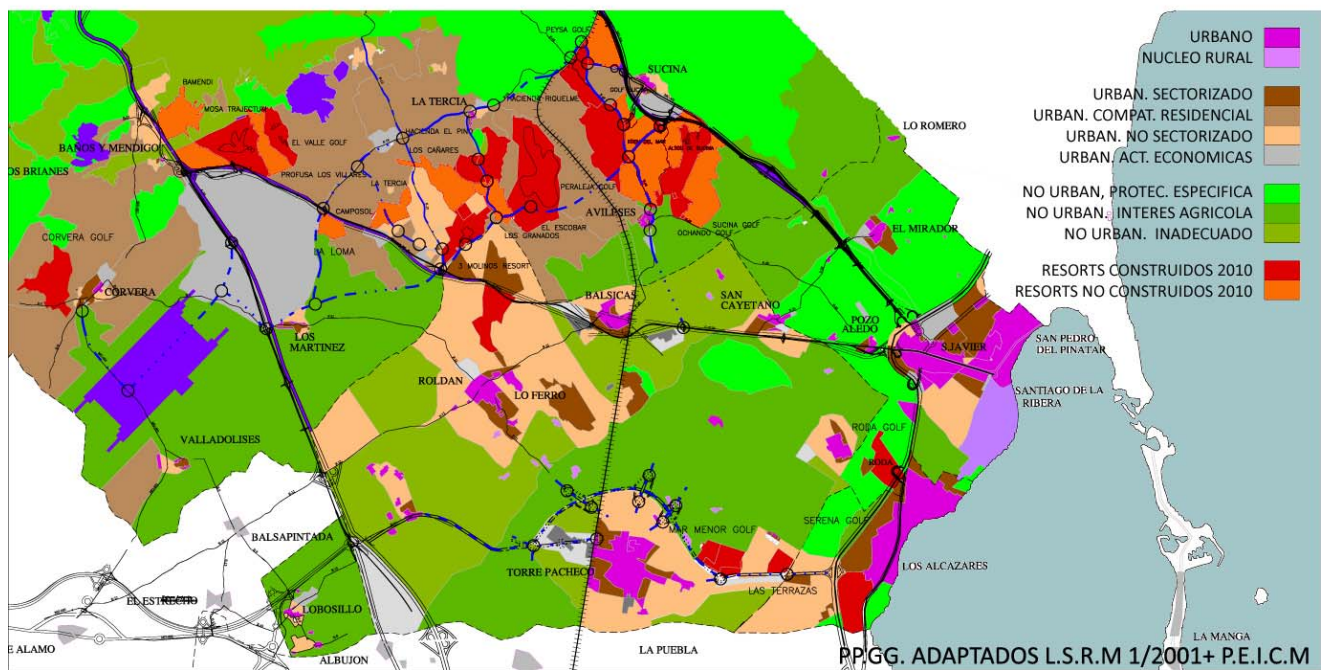 PEYSA GOLF
SUCINA
BAMENDI
MOSA TRAJECTUM
LA TERCIA
HACIENDA RIQUELME
GOLF SUCINA
EL VALLE GOLF
HACIENDA EL PINO
LOS CAÑARES
BAÑOS Y MENDIGO
OS BRIANES
PROFUSA LOS VILLARES
LA TERCIA
PERALEJA GOLF
CAMPOSOL
AVILESES
SUCINA GOLF
OCHANDO GOLF
EL ESCOBAR
LOS GRANADOS
CORVERA GOLF
LA LOMA
3 MOLINOS RESORT
LO ROMERO
EL MIRADOR
CORVERA
BALSICAS
SAN
CAYETANO
POZO
ALEDO
S.JAVIER
SAN PEDRO
DEL PINATAR
LOS
MARTINEZ
ROLDAN
LO FERRO
SANTIAGO DE LA
RIBERA
VALLADOLISES
RODA GOLF
RODA
SERENA GOLF
MAR MENOR GOLF
BALSAPINTADA
TORRE PACHECO
LAS TERRAZAS
LOS ALCAZARES
EL ESTRECHO
LOBOSILLO
E ALAMO
ALBUJON
LA PUEBLA
LA MANGA
URBANO
NUCLEO RURAL
URBAN. SECTORIZADO
URBAN. COMPAT. RESIDENCIAL
URBAN. NO SECTORIZADO
URBAN. ACT. ECONOMICAS
NO URBAN, PROTEC. ESPECIFICA
NO URBAN. INTERES AGRICOLA
NO URBAN. INADECUADO
RESORTS CONSTRUIDOS 2010
RESORTS NO CONSTRUIDOS 2010
PP.GG. ADAPTADOS L.S.R.M 1/2001+ P.E.I.C.M